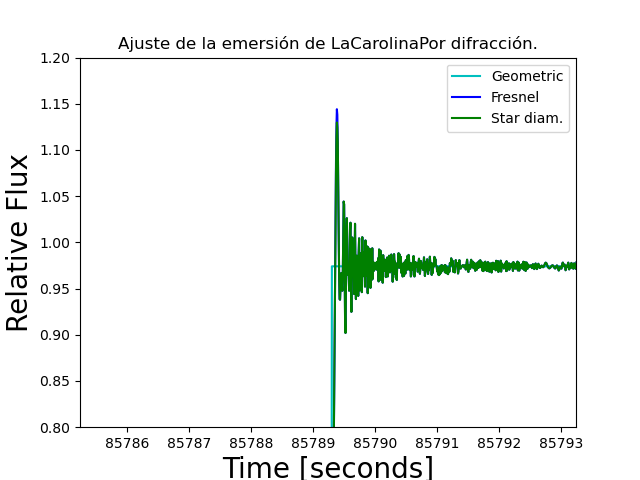 Ajuste de la emersión de LaCarolinaPor difracción.
1.20
1.15
1.10
1.05
1.00
0.95
0.90
0.85
0.80
Relative Flux
Geometric
Fresnel
Star diam.
85786 85787 85788 85789 85790 85791 85792 85793
Time [seconds]